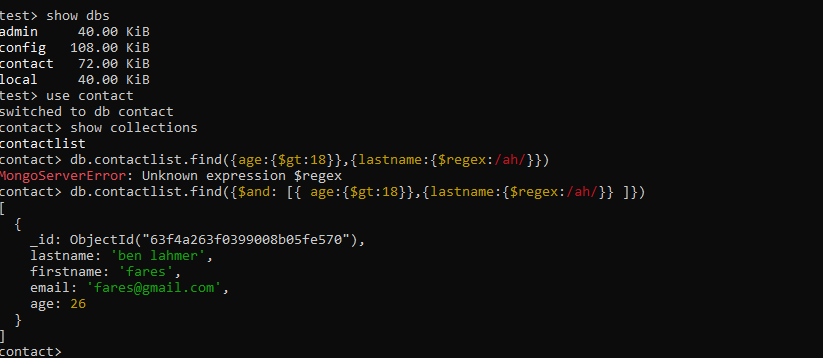 test> show dbs
admin     40.00 KiB
config   108.00 KiB
contact   72.00 KiB
local     40.00 KiB
test> use contact
switched to db contact
contact> show collections
contactlist
contact> db.contactlist.find({age:{$gt:18}},{lastname:{$regex:/ah/}})
MongoServerError: Unknown expression $regex
contact> db.contactlist.find({$and: [{ age:{$gt:18}},{lastname:{$regex:/ah/}} ]})
[
  {
    _id: ObjectId("63f4a263f0399008b05fe570"),
    lastname: 'ben lahmer',
    firstname: 'fares',
    email: 'fares@gmail.com',
    age: 26
  }
]
contact>